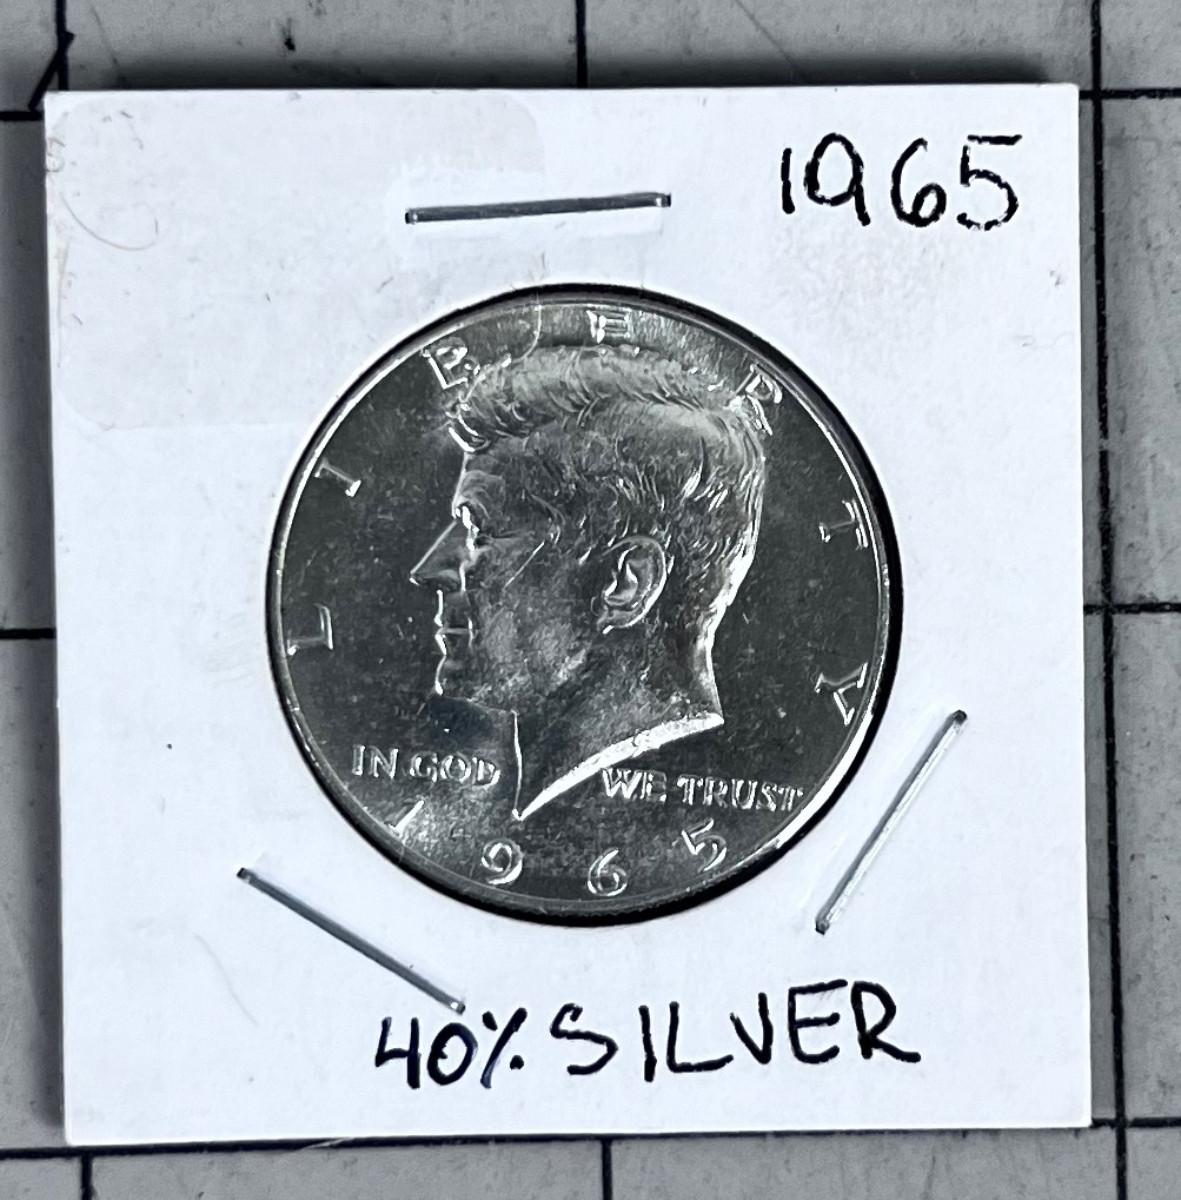 1965
LIBERTY
IN GOD WE TRUST
1965
40% SILVER